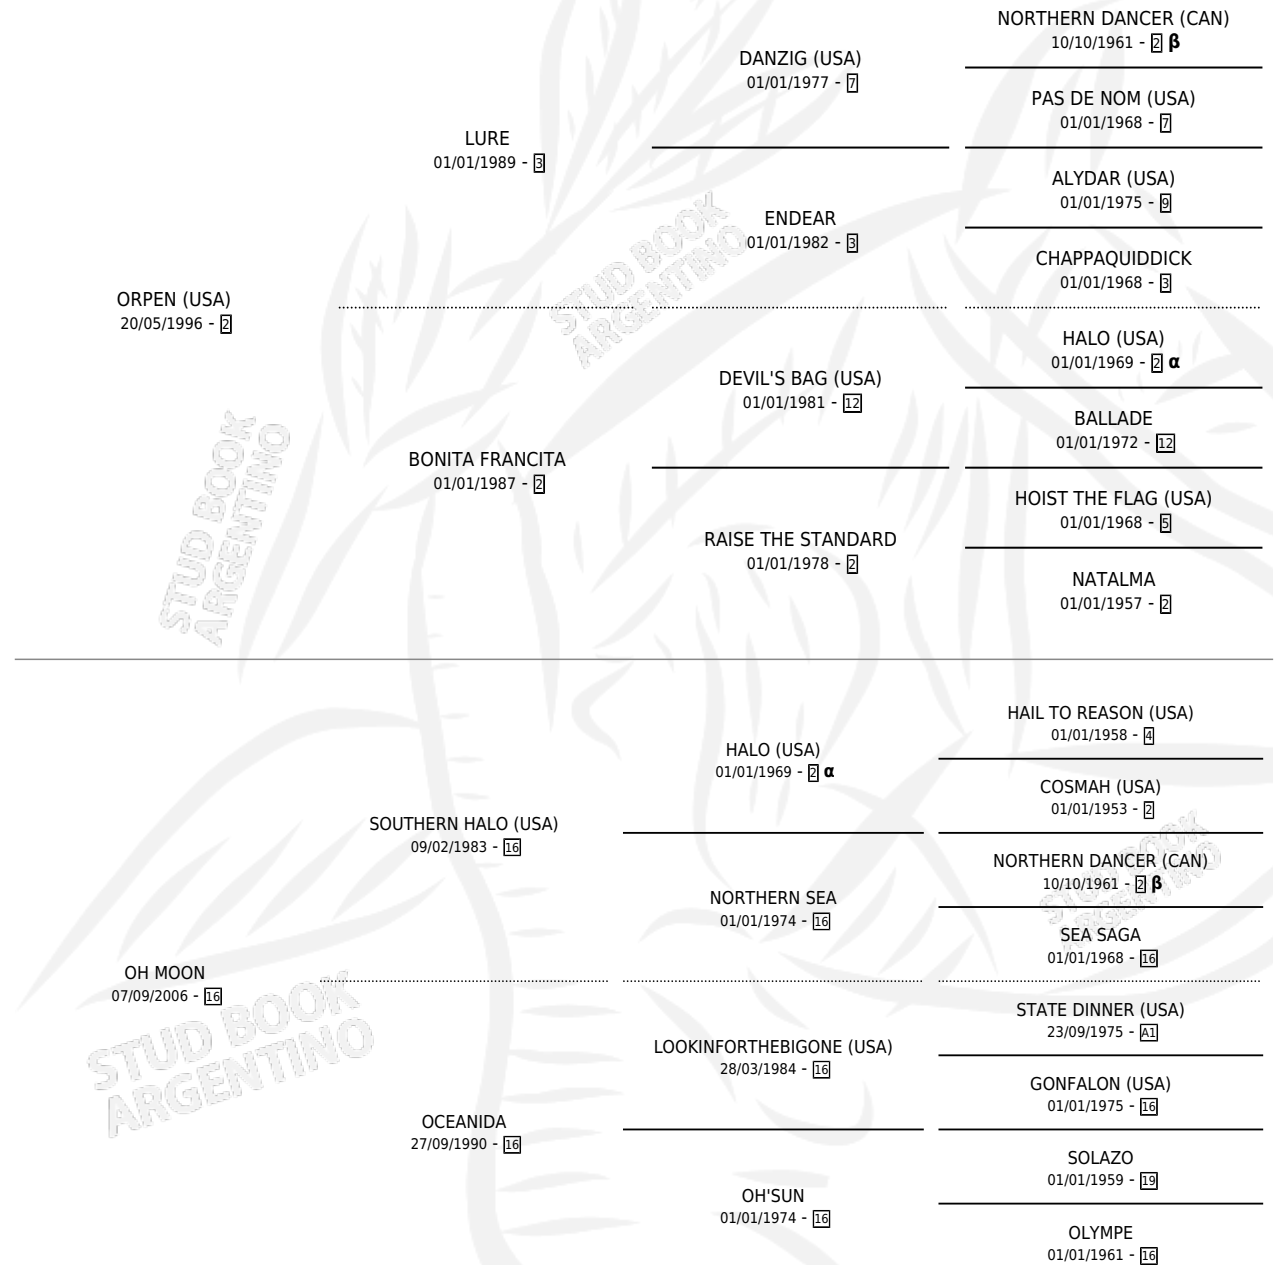 NORTHERN DANCER (CAN)
10/10/1961 - 2 β
DANZIG (USA)
01/01/1977 - 7
PAS DE NOM (USA)
01/01/1968 - 7
LURE
01/01/1989 - 3
ALYDAR (USA)
01/01/1975 - 9
ENDEAR
01/01/1982 - 3
CHAPPAQUIDDICK
01/01/1968 - 3
ORPEN (USA)
20/05/1996 - 2
HALO (USA)
01/01/1969 - 2 α
DEVIL'S BAG (USA)
01/01/1981 - 12
BALLADE
01/01/1972 - 12
BONITA FRANCITA
01/01/1987 - 2
HOIST THE FLAG (USA)
01/01/1968 - 5
RAISE THE STANDARD
01/01/1978 - 2
NATALMA
01/01/1957 - 2
HAIL TO REASON (USA)
01/01/1958 - 4
HALO (USA)
01/01/1969 - 2 α
COSMAH (USA)
01/01/1953 - 2
SOUTHERN HALO (USA)
09/02/1983 - 16
NORTHERN DANCER (CAN)
10/10/1961 - 2 β
NORTHERN SEA
01/01/1974 - 16
SEA SAGA
01/01/1968 - 16
OH MOON
07/09/2006 - 16
STATE DINNER (USA)
23/09/1975 - A1
LOOKINFORTHEBIGONE (USA)
28/03/1984 - 16
GONFALON (USA)
01/01/1975 - 16
OCEANIDA
27/09/1990 - 16
SOLAZO
01/01/1959 - 19
OH'SUN
01/01/1974 - 16
OLYMPE
01/01/1961 - 16
STUD BOOK
ARGENTINO
STUD BOOK
ARGENTINO
STUD BOOK
ARGENTINO
STUD BOOK
ARGENTINO